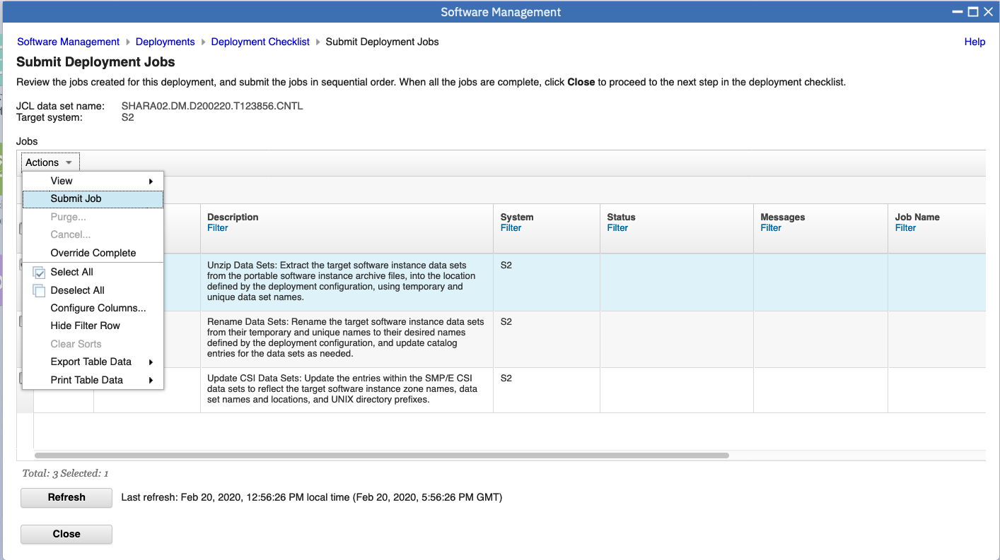 Software Management
Software Management Deployments Deployment Checklist Submit Deployment Jobs Help
Submit Deployment Jobs
Review the jobs created for this deployment, and submit the jobs in sequential order. When all the jobs are complete, click Close to proceed to the next step in the deployment checklist.
JCL data set name: SHARA02.DM.D200220.T123856.CNTL
Target system: S2
Jobs
Actions
View
Submit Job
Purge...
Cancel...
Override Complete
Select All
Deselect All
Configure Columns...
Hide Filter Row
Clear Sorts
Export Table Data
Print Table Data
Description System Status Messages Job Name
Filter Filter Filter Filter Filter
Unzip Data Sets: Extract the target software instance data sets S2
from the portable software instance archive files, into the location
defined by the deployment configuration, using temporary and
unique data set names.
Rename Data Sets: Rename the target software instance data sets S2
from their temporary and unique names to their desired names
defined by the deployment configuration, and update catalog
entries for the data sets as needed.
Update CSI Data Sets: Update the entries within the SMP/E CSI S2
data sets to reflect the target software instance zone names, data
set names and locations, and UNIX directory prefixes.
Total: 3 Selected: 1
Refresh Last refresh: Feb 20, 2020, 12:56:26 PM local time (Feb 20, 2020, 5:56:26 PM GMT)
Close